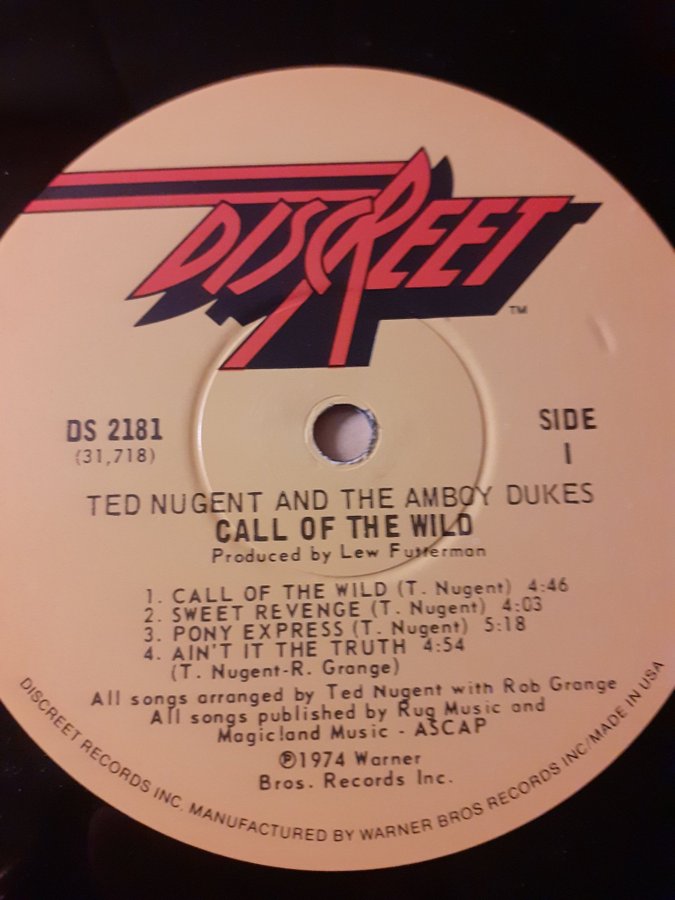 DISCREET
TM
DS 2181
(31,718)
SIDE
1
TED NUGENT AND THE AMBOY DUKES
CALL OF THE WILD
Produced by Lew Futterman
1. CALL OF THE WILD (T. Nugent) 4:46
2. SWEET REVENGE (T. Nugent) 4:03
3. PONY EXPRESS (T. Nugent) 5:18
4. AIN'T IT THE TRUTH 4:54
(T. Nugent-R. Grange)
All songs arranged by Ted Nugent with Rob Grange
All songs published by Rug Music and
Magicland Music - ASCAP
Ⓟ1974 Warner
Bros. Records Inc.
DISCREET RECORDS INC. MANUFACTURED BY WARNER BROS RECORDS INC/MADE IN USA